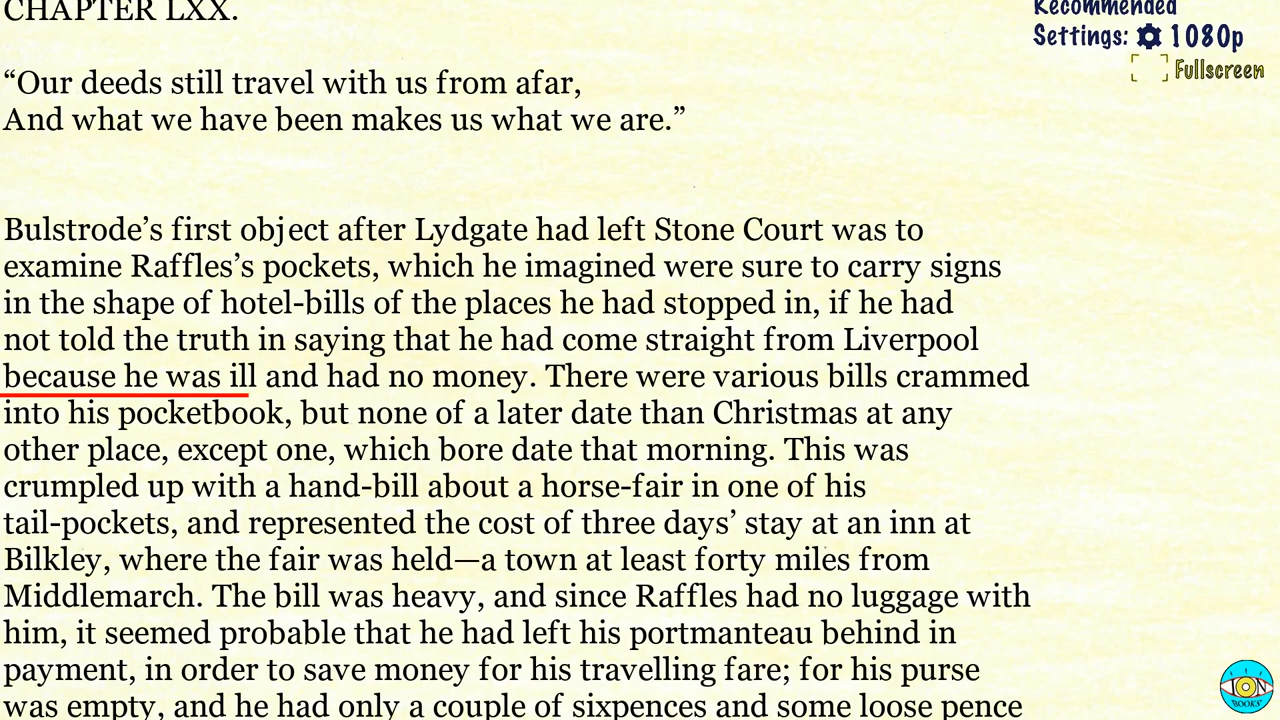 CHAPTER LXX.
Recommended
Settings: 1080p
Fullscreen
“Our deeds still travel with us from afar,
And what we have been makes us what we are.”
Bulstrode’s first object after Lydgate had left Stone Court was to
examine Raffles’s pockets, which he imagined were sure to carry signs
in the shape of hotel-bills of the places he had stopped in, if he had
not told the truth in saying that he had come straight from Liverpool
because he was ill and had no money. There were various bills crammed
into his pocketbook, but none of a later date than Christmas at any
other place, except one, which bore date that morning. This was
crumpled up with a hand-bill about a horse-fair in one of his
tail-pockets, and represented the cost of three days’ stay at an inn at
Bilkley, where the fair was held—a town at least forty miles from
Middlemarch. The bill was heavy, and since Raffles had no luggage with
him, it seemed probable that he had left his portmanteau behind in
payment, in order to save money for his travelling fare; for his purse
was empty, and he had only a couple of sixpences and some loose pence
ION
BOOKS